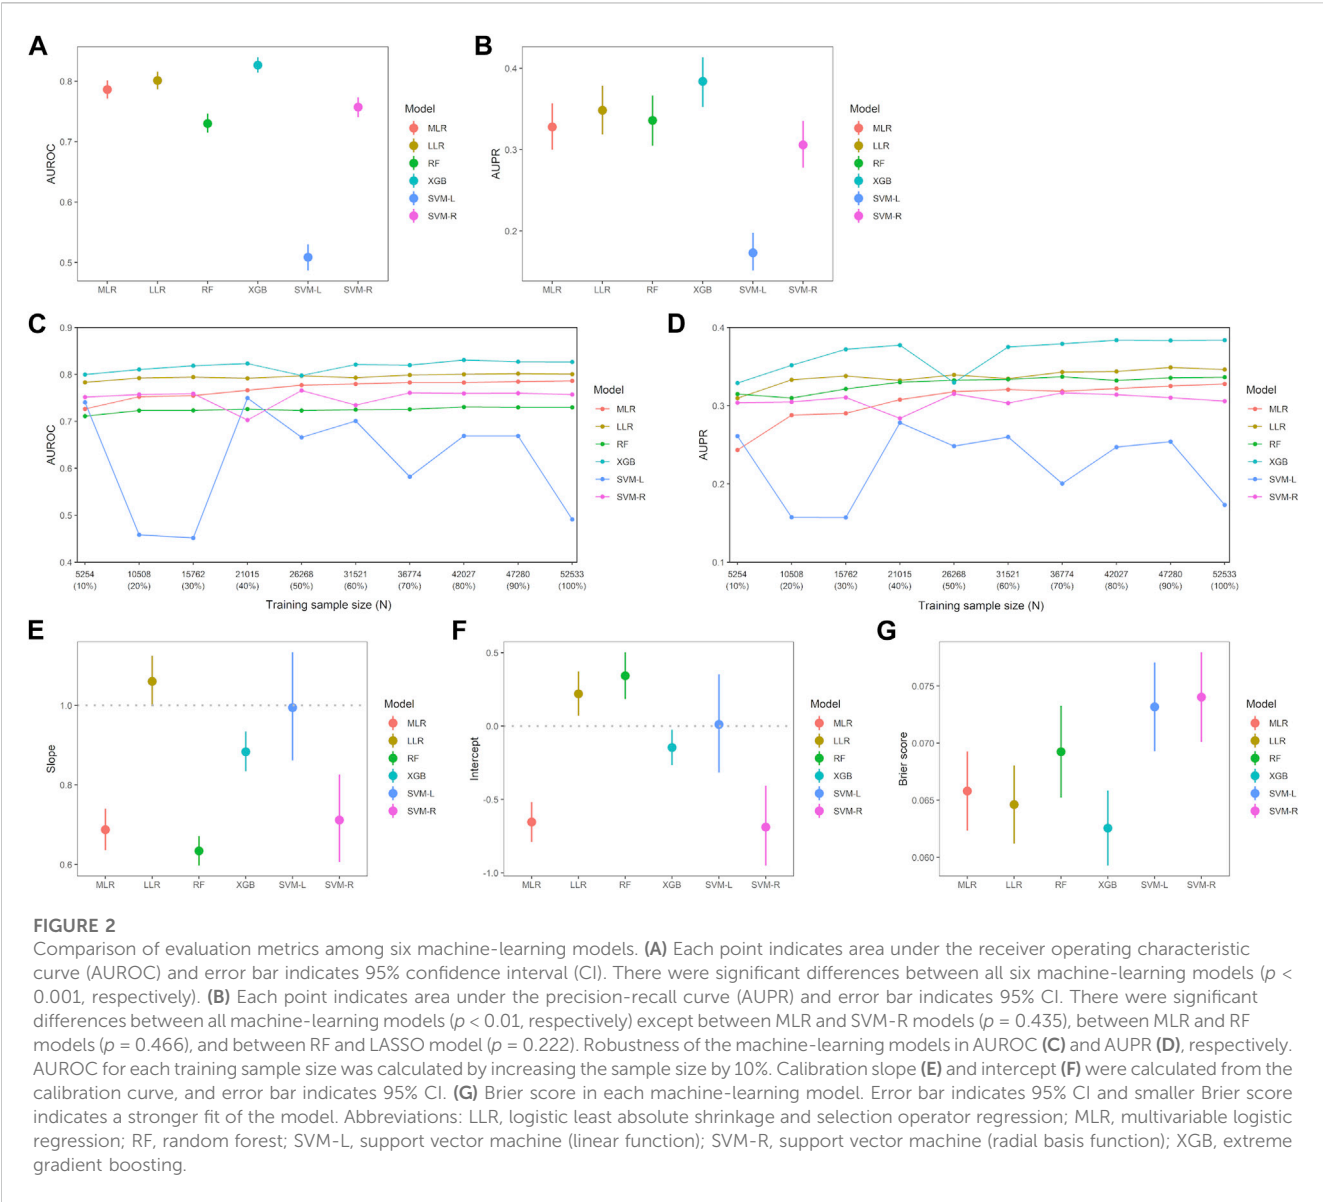 A
B
AUROC
0.8
0.7
0.6
0.5
MLR
LLR
RF
XGB
SVM-L
SVM-R
Model
MLR
LLR
RF
XGB
SVM-L
SVM-R
AUPR
0.4
0.3
0.2
MLR
LLR
RF
XGB
SVM-L
SVM-R
Model
MLR
LLR
RF
XGB
SVM-L
SVM-R
C
AUROC
0.9
0.8
0.7
0.6
0.5
0.4
5254 10508 15762 21015 26268 31521 36774 42027 47280 52533
(10%) (20%) (30%) (40%) (50%) (60%) (70%) (80%) (90%) (100%)
Training sample size (N)
Model
MLR
LLR
RF
XGB
SVM-L
SVM-R
D
AUPR
0.4
0.3
0.2
0.1
5254 10508 15762 21015 26268 31521 36774 42027 47280 52533
(10%) (20%) (30%) (40%) (50%) (60%) (70%) (80%) (90%) (100%)
Training sample size (N)
Model
MLR
LLR
RF
XGB
SVM-L
SVM-R
E
Slope
1.0
0.8
0.6
MLR LLR RF XGB SVM-L SVM-R
Model
MLR
LLR
RF
XGB
SVM-L
SVM-R
F
Intercept
0.5
0.0
-0.5
-1.0
MLR LLR RF XGB SVM-L SVM-R
Model
MLR
LLR
RF
XGB
SVM-L
SVM-R
G
Brier score
0.075
0.070
0.065
0.060
MLR LLR RF XGB SVM-L SVM-R
Model
MLR
LLR
RF
XGB
SVM-L
SVM-R
FIGURE 2
Comparison of evaluation metrics among six machine-learning models. (A) Each point indicates area under the receiver operating characteristic
curve (AUROC) and error bar indicates 95% confidence interval (CI). There were significant differences between all six machine-learning models (p <
0.001, respectively). (B) Each point indicates area under the precision-recall curve (AUPR) and error bar indicates 95% CI. There were significant
differences between all machine-learning models (p < 0.01, respectively) except between MLR and SVM-R models (p = 0.435), between MLR and RF
models (p = 0.466), and between RF and LASSO model (p = 0.222). Robustness of the machine-learning models in AUROC (C) and AUPR (D), respectively.
AUROC for each training sample size was calculated by increasing the sample size by 10%. Calibration slope (E) and intercept (F) were calculated from the
calibration curve, and error bar indicates 95% CI. (G) Brier score in each machine-learning model. Error bar indicates 95% CI and smaller Brier score
indicates a stronger fit of the model. Abbreviations: LLR, logistic least absolute shrinkage and selection operator regression; MLR, multivariable logistic
regression; RF, random forest; SVM-L, support vector machine (linear function); SVM-R, support vector machine (radial basis function); XGB, extreme
gradient boosting.